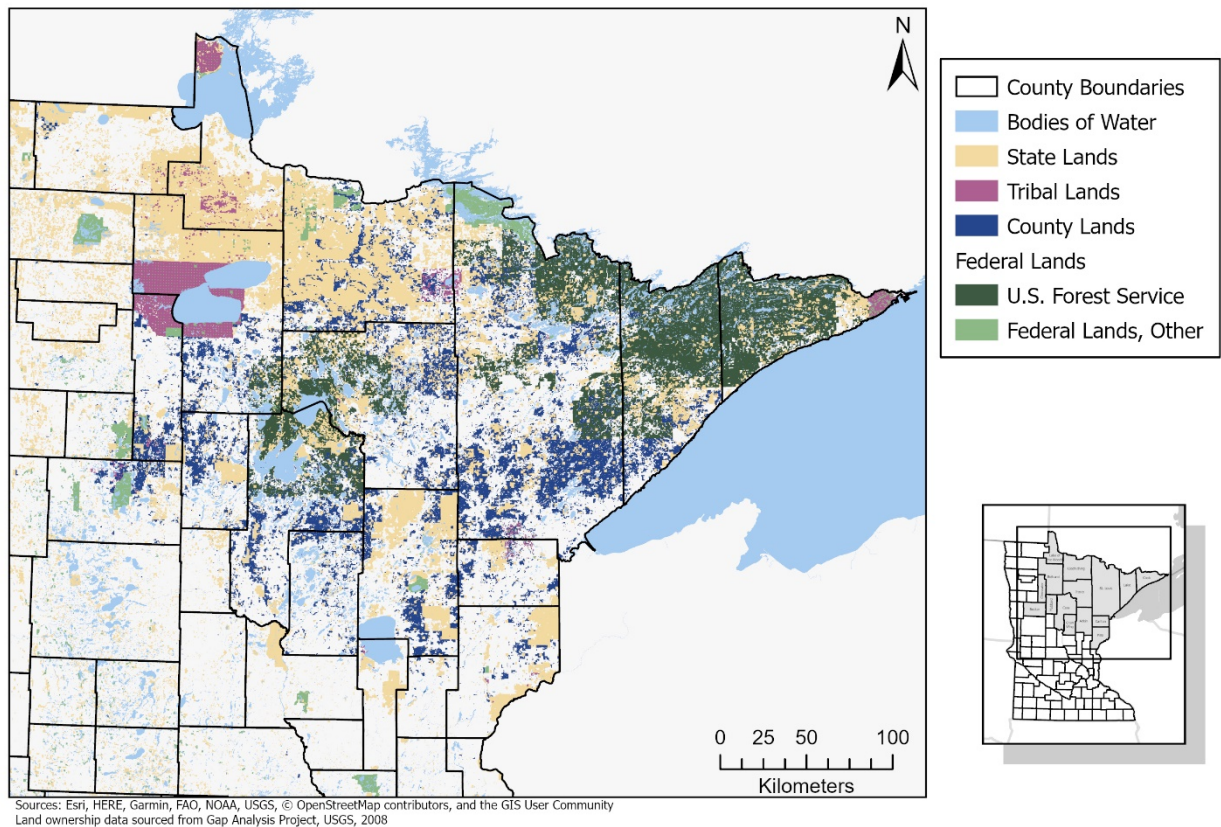 N
County Boundaries
Bodies of Water
State Lands
Tribal Lands
County Lands
Federal Lands
U.S. Forest Service
Federal Lands, Other
0 25 50 100
Kilometers
Sources: Esri, HERE, Garmin, FAO, NOAA, USGS, © OpenStreetMap contributors, and the GIS User Community
Land ownership data sourced from Gap Analysis Project, USGS, 2008